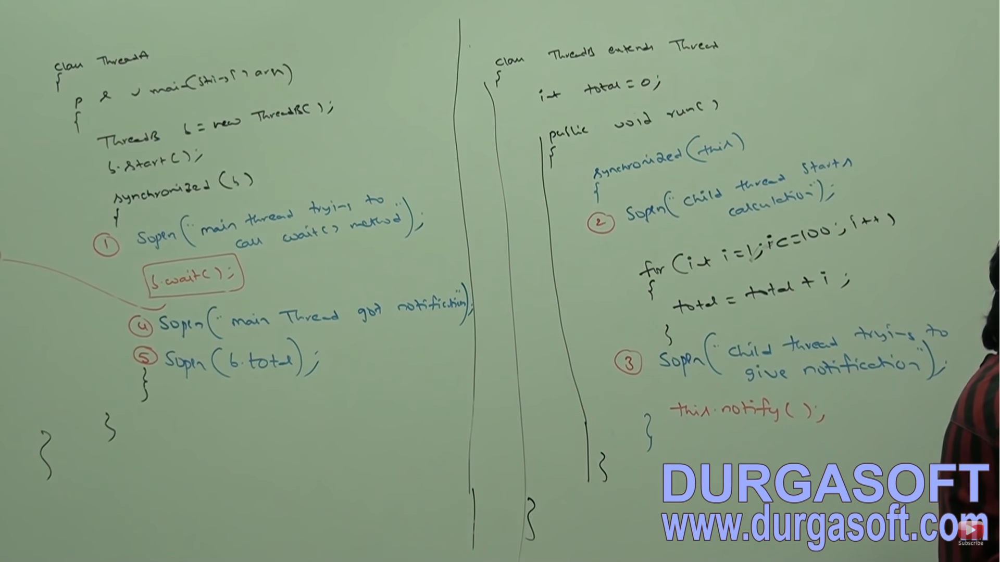 class ThreadA
{
p s v main(String[] args)
{
ThreadB b = new ThreadB();
b.start();
synchronized (b)
{
① Sopln("main thread trying to
call wait() method");
b.wait();
④ Sopln("main Thread got notification");
⑤ Sopln(b.total);
}
}
}
class ThreadB extends Thread
{
int total = 0;
public void run()
{
synchronized (this)
{
② Sopln("child thread starts
calculation");
for (int i=1; i<=100; i++)
{
total = total + i;
}
③ Sopln("child thread trying to
give notification");
this.notify();
}
}
}
DURGASOFT
www.durgasoft.com
Subscribe